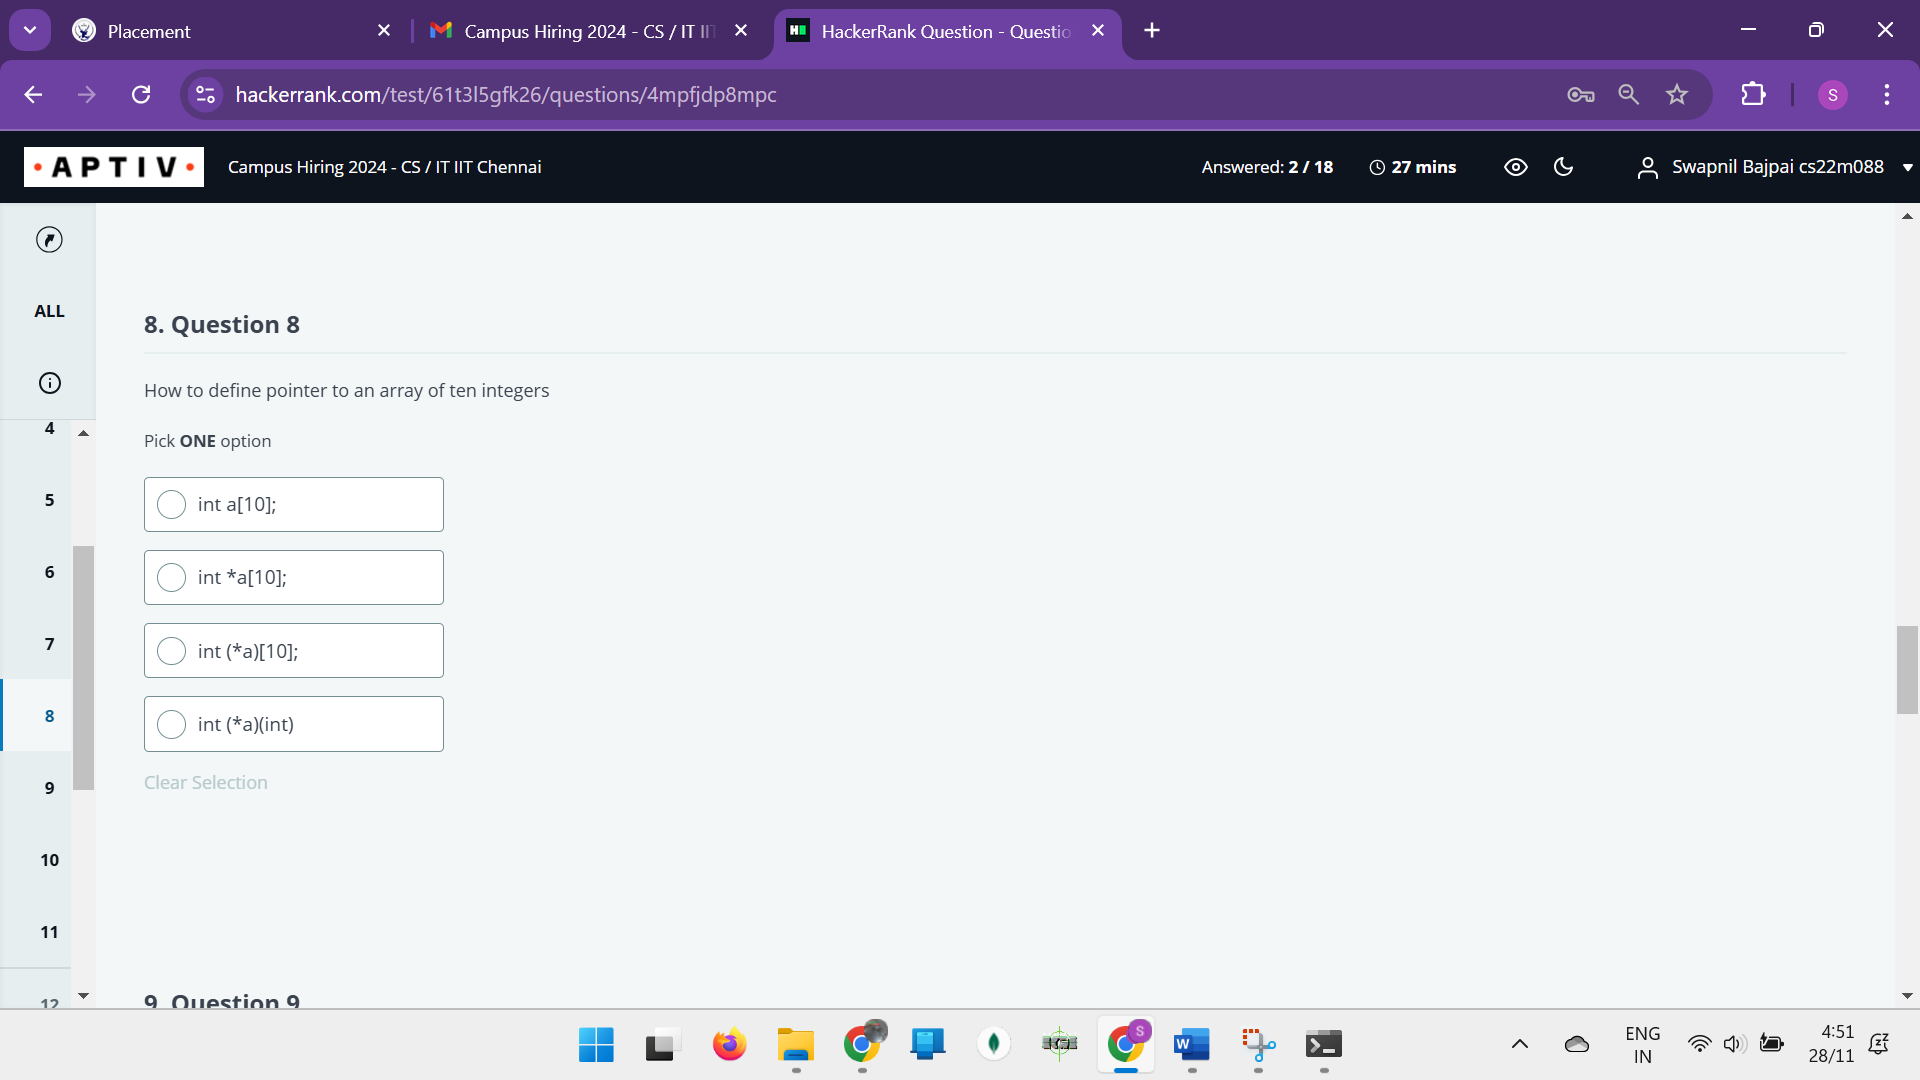 Placement
Campus Hiring 2024 - CS / IT II
HackerRank Question - Questio
hackerrank.com/test/61t3l5gfk26/questions/4mpfjdp8mpc
S
APTIV
Campus Hiring 2024 - CS / IT IIT Chennai
Answered: 2 / 18
27 mins
Swapnil Bajpai cs22m088
ALL
4
5
6
7
8
9
10
11
12
8. Question 8
How to define pointer to an array of ten integers
Pick ONE option
int a[10];
int *a[10];
int (*a)[10];
int (*a)(int)
Clear Selection
9. Question 9
S
W
ENG
IN
4:51
28/11